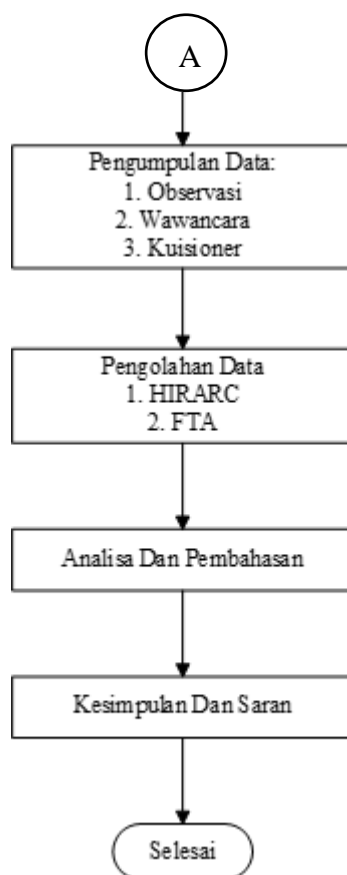 A
Pengumpulan Data:
1. Observasi
2. Wawancara
3. Kuisioner
Pengolahan Data
1. HIRARC
2. FTA
Analisa Dan Pembahasan
Kesimpulan Dan Saran
Selesai